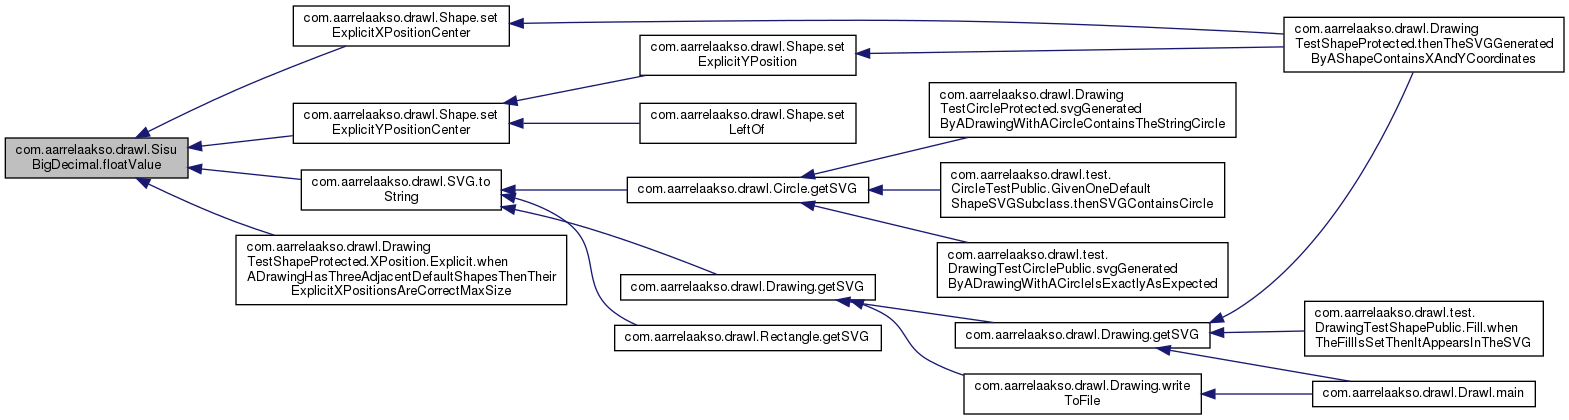 com.aarrelaakso.drawl.Sisu
BigDecimal.floatValue
com.aarrelaakso.drawl.Shape.set
ExplicitXPositionCenter
com.aarrelaakso.drawl.Shape.set
ExplicitYPositionCenter
com.aarrelaakso.drawl.SVG.to
String
com.aarrelaakso.drawl.Drawing
TestShapeProtected.XPosition.Explicit.when
ADrawingHasThreeAdjacentDefaultShapesThenTheir
ExplicitXPositionsAreCorrectMaxSize
com.aarrelaakso.drawl.Shape.set
ExplicitYPosition
com.aarrelaakso.drawl.Shape.set
LeftOf
com.aarrelaakso.drawl.Circle.getSVG
com.aarrelaakso.drawl.Drawing.getSVG
com.aarrelaakso.drawl.Rectangle.getSVG
com.aarrelaakso.drawl.Drawing
TestCircleProtected.svgGenerated
ByADrawingWithACircleContainsTheStringCircle
com.aarrelaakso.drawl.test.
CircleTestPublic.GivenOneDefault
ShapeSVGSubclass.thenSVGContainsCircle
com.aarrelaakso.drawl.test.
DrawingTestCirclePublic.svgGenerated
ByADrawingWithACircleIsExactlyAsExpected
com.aarrelaakso.drawl.Drawing.getSVG
com.aarrelaakso.drawl.Drawing.write
ToFile
com.aarrelaakso.drawl.Drawing
TestShapeProtected.thenTheSVGGenerated
ByAShapeContainsXAndYCoordinates
com.aarrelaakso.drawl.test.
DrawingTestShapePublic.Fill.when
TheFillIsSetThenItAppearsInTheSVG
com.aarrelaakso.drawl.Drawl.main